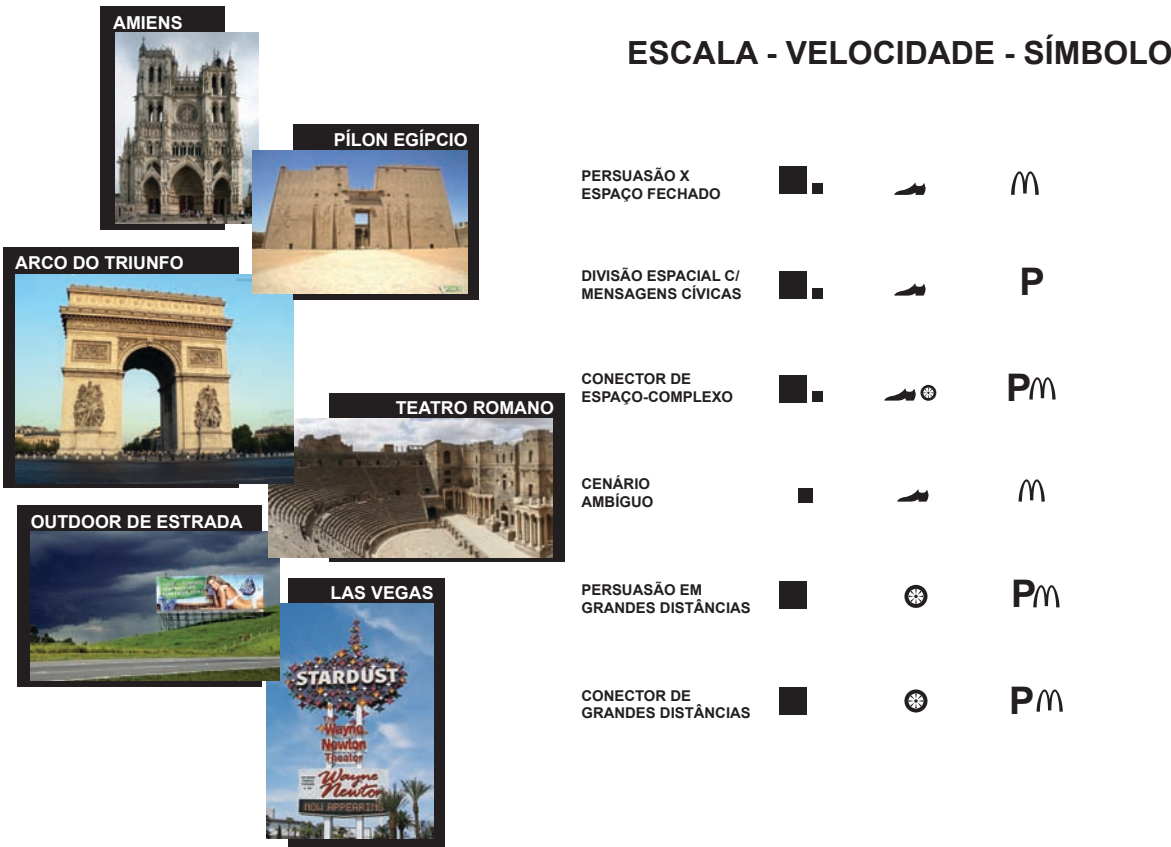 AMIENS
PÍLON EGÍPCIO
ARCO DO TRIUNFO
TEATRO ROMANO
OUTDOOR DE ESTRADA
LAS VEGAS
STARDUST
Wayne
Newton
Theater
Wayne
Newton
NOW APPEARING
ESCALA - VELOCIDADE - SÍMBOLO
PERSUASÃO X
ESPAÇO FECHADO
DIVISÃO ESPACIAL C/
MENSAGENS CÍVICAS
P
CONECTOR DE
ESPAÇO-COMPLEXO
P
CENÁRIO
AMBÍGUO
PERSUASÃO EM
GRANDES DISTÂNCIAS
P
CONECTOR DE
GRANDES DISTÂNCIAS
P